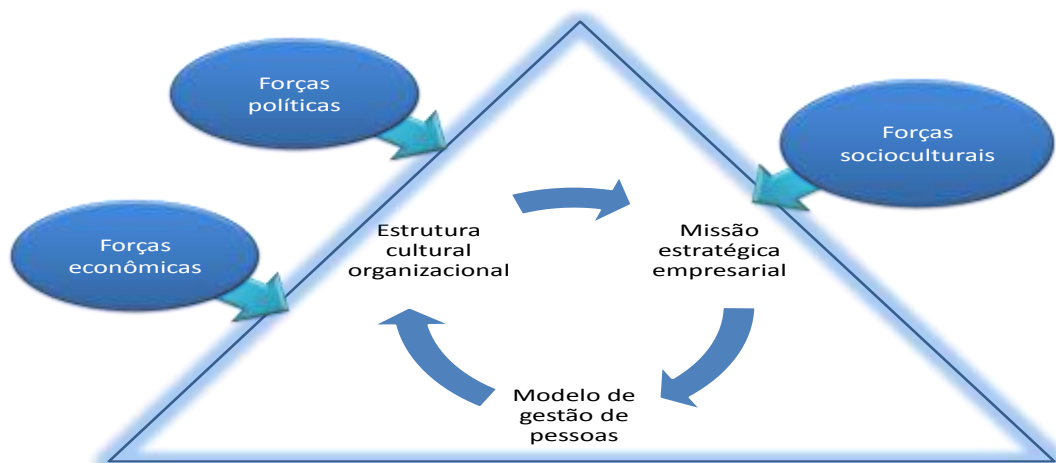 Forças
políticas
Forças
socioculturais
Forças
econômicas
Estrutura
cultural
organizacional
Missão
estratégica
empresarial
Modelo de
gestão de
pessoas